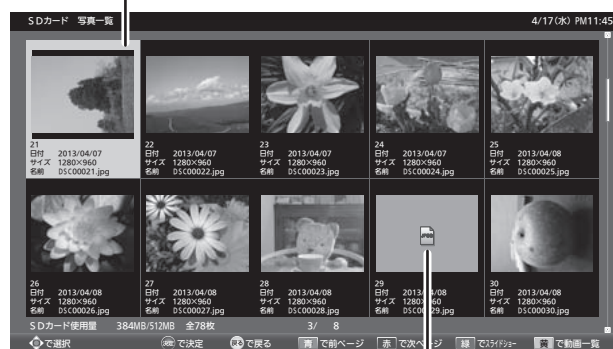 SDカード 写真一覧 4/17(水) PM11:45
21
日付 2013/04/07
サイズ 1280×960
名前 DSC00021.jpg
22
日付 2013/04/07
サイズ 1280×960
名前 DSC00022.jpg
23
日付 2013/04/07
サイズ 1280×960
名前 DSC00023.jpg
24
日付 2013/04/07
サイズ 1280×960
名前 DSC00024.jpg
25
日付 2013/04/08
サイズ 1280×960
名前 DSC00025.jpg
26
日付 2013/04/08
サイズ 1280×960
名前 DSC00026.jpg
27
日付 2013/04/08
サイズ 1280×960
名前 DSC00027.jpg
28
日付 2013/04/08
サイズ 1280×960
名前 DSC00028.jpg
29
日付 2013/04/08
サイズ 1280×960
名前 DSC00029.jpg
30
日付 2013/04/08
サイズ 1280×960
名前 DSC00030.jpg
SDカード使用量 384MB/512MB 全78枚 3/ 8
で選択 決定 で決定 戻る で戻る 青 で前ページ 赤 で次ページ 緑 でスライドショー 黄 で動画一覧